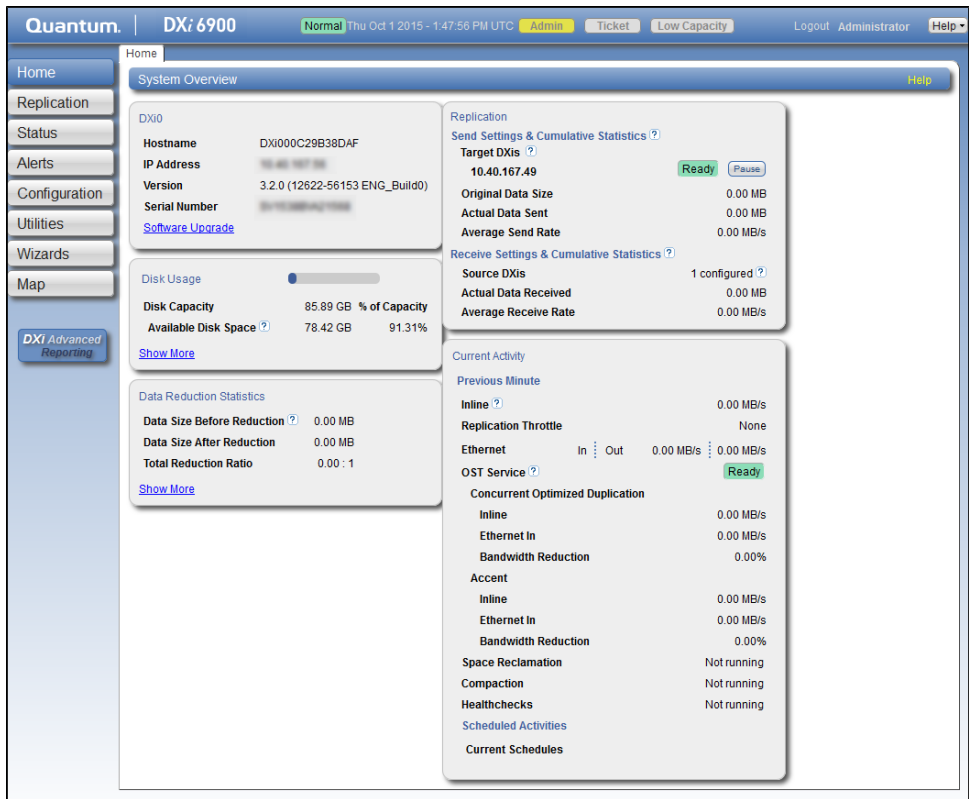 Quantum. DXi 6900 Normal Thu Oct 1 2015 - 1:47:56 PM UTC Admin Ticket Low Capacity Logout Administrator Help
Home
System Overview Help
Home
Replication
Status
Alerts
Configuration
Utilities
Wizards
Map
DXi Advanced
Reporting
DXi0
Hostname DXi000C29B38DAF
IP Address
Version 3.2.0 (12622-56153 ENG_Build0)
Serial Number
Software Upgrade
Disk Usage
Disk Capacity 85.89 GB % of Capacity
Available Disk Space ? 78.42 GB 91.31%
Show More
Data Reduction Statistics
Data Size Before Reduction ? 0.00 MB
Data Size After Reduction 0.00 MB
Total Reduction Ratio 0.00 : 1
Show More
Replication
Send Settings & Cumulative Statistics ?
Target DXis ?
10.40.167.49 Ready Pause
Original Data Size 0.00 MB
Actual Data Sent 0.00 MB
Average Send Rate 0.00 MB/s
Receive Settings & Cumulative Statistics ?
Source DXis 1 configured ?
Actual Data Received 0.00 MB
Average Receive Rate 0.00 MB/s
Current Activity
Previous Minute
Inline ? 0.00 MB/s
Replication Throttle None
Ethernet In Out 0.00 MB/s 0.00 MB/s
OST Service ? Ready
Concurrent Optimized Duplication
Inline 0.00 MB/s
Ethernet In 0.00 MB/s
Bandwidth Reduction 0.00%
Accent
Inline 0.00 MB/s
Ethernet In 0.00 MB/s
Bandwidth Reduction 0.00%
Space Reclamation Not running
Compaction Not running
Healthchecks Not running
Scheduled Activities
Current Schedules